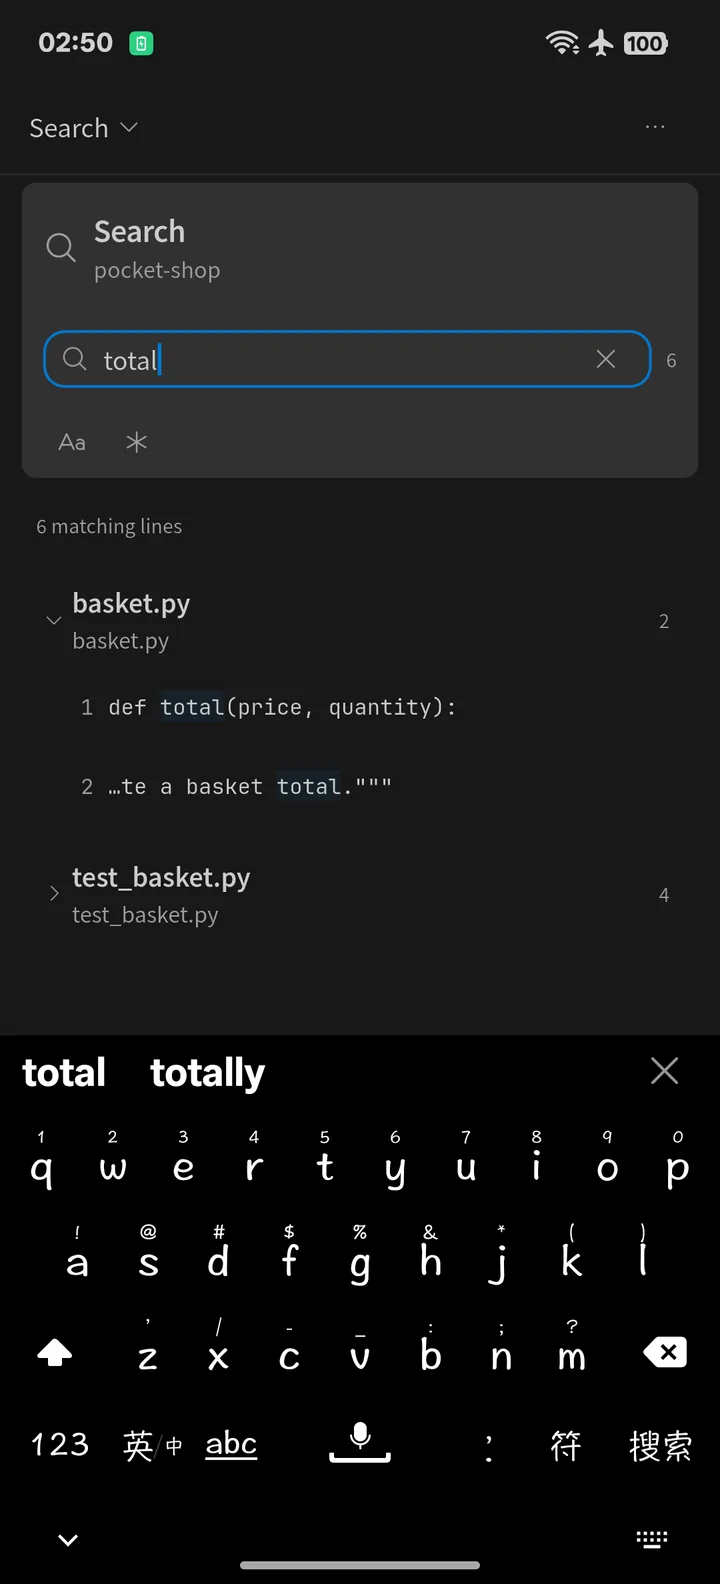 02:50
100
Search
...
Search
pocket-shop
total
6
Aa
6 matching lines
basket.py
2
basket.py
1 def total(price, quantity):
2 …te a basket total."""
test_basket.py
4
test_basket.py
total totally
1 2 3 4 5 6 7 8 9 0
q w e r t y u i o p
! @ # $ % & * ( )
a s d f g h j k l
' / - _ : ; ?
z x c v b n m
123 英/中 abc , . 符 搜索